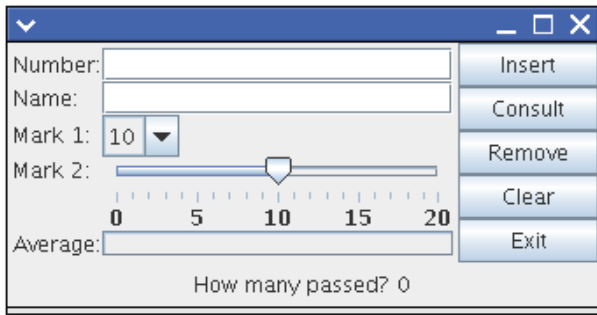 Number:
Insert
Name:
Consult
Mark 1: 10
Remove
Mark 2:
Clear
0 5 10 15 20
Average:
Exit
How many passed? 0